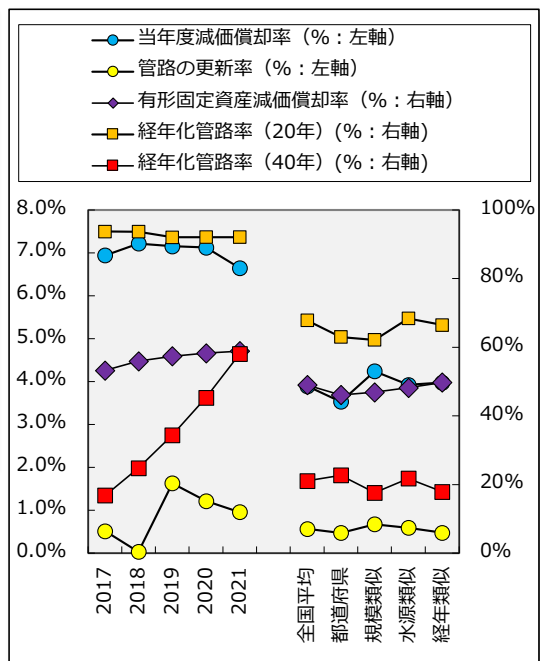 当年度減価償却率（%：左軸）
管路の更新率（%：左軸）
有形固定資産減価償却率（%：右軸）
経年化管路率（20年）(%：右軸)
経年化管路率（40年）(%：右軸)
8.0%
7.0%
6.0%
5.0%
4.0%
3.0%
2.0%
1.0%
0.0%
100%
80%
60%
40%
20%
0%
2017
2018
2019
2020
2021
全国平均
都道府県
規模類似
水源類似
経年類似